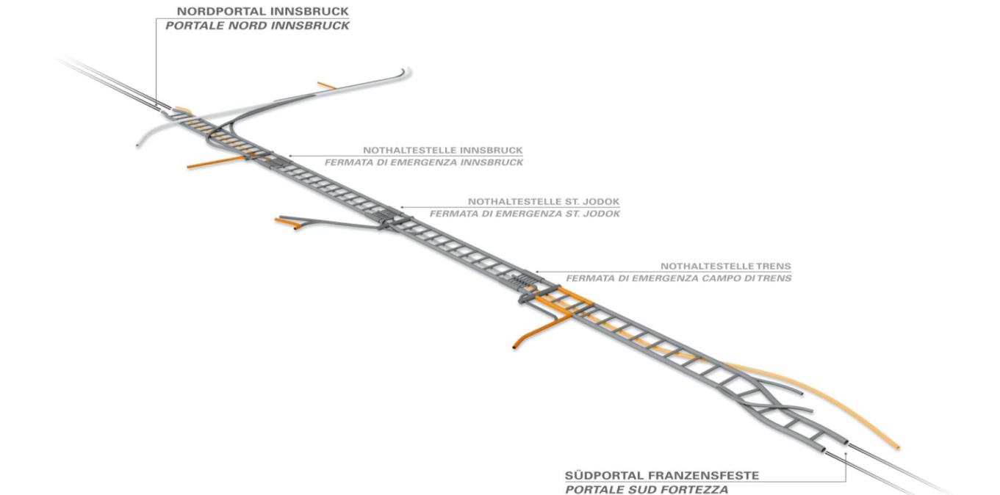 NORDPORTAL INNSBRUCK
PORTALE NORD INNSBRUCK
NOTHALTESTELLE INNSBRUCK
FERMATA DI EMERGENZA INNSBRUCK
NOTHALTESTELLE ST. JODOK
FERMATA DI EMERGENZA ST. JODOK
NOTHALTESTELLE TRENS
FERMATA DI EMERGENZA CAMPO DI TRENS
SÜDPORTAL FRANZENSFESTE
PORTALE SUD FORTEZZA